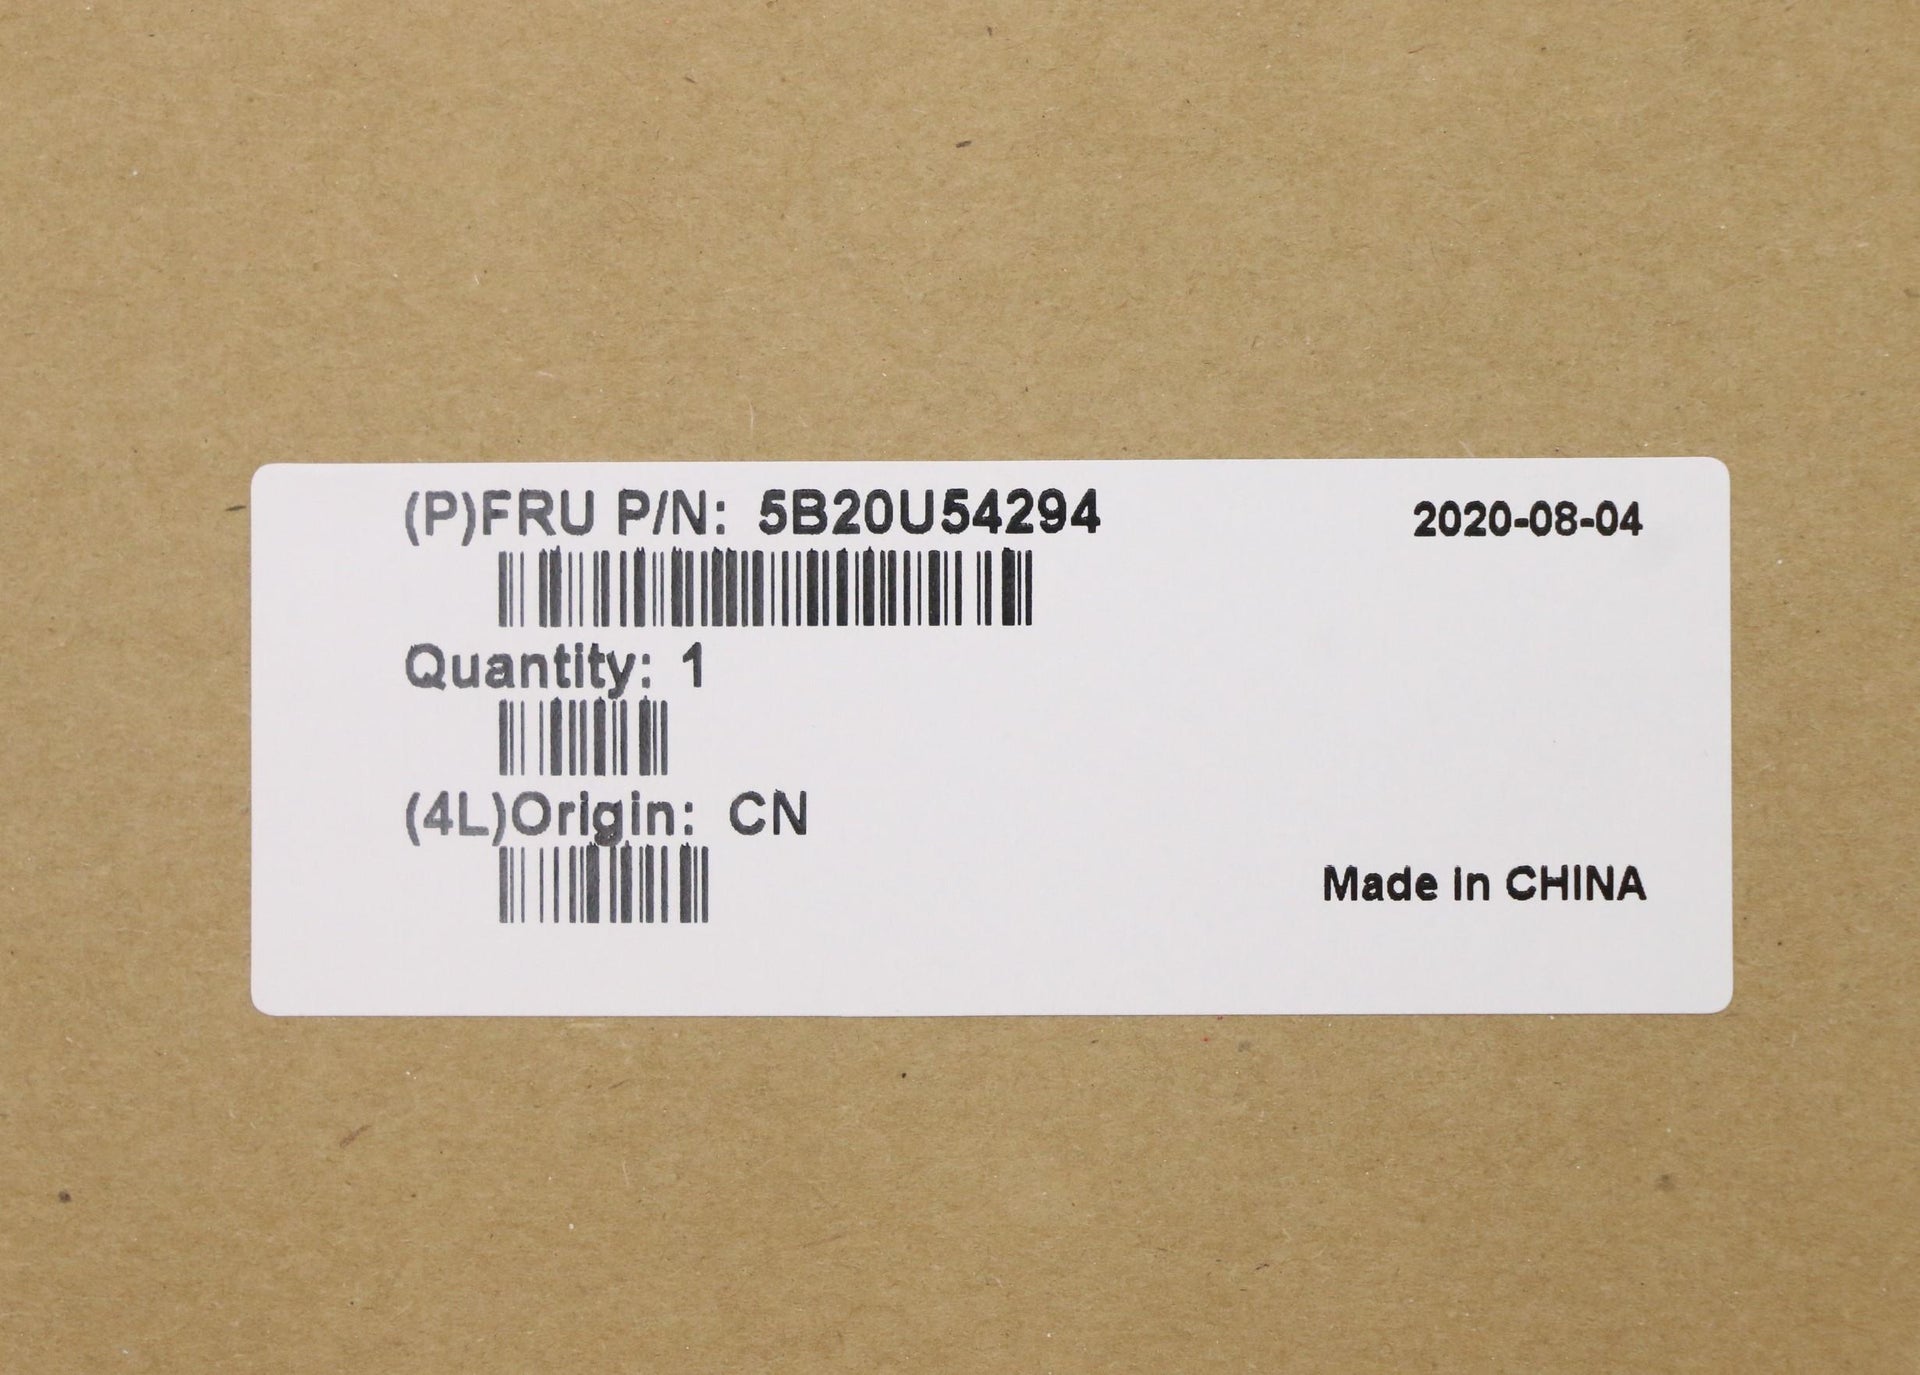 (P)FRU P/N: 5B20U54294
2020-08-04
Quantity: 1
(4L)Origin: CN
Made in CHINA